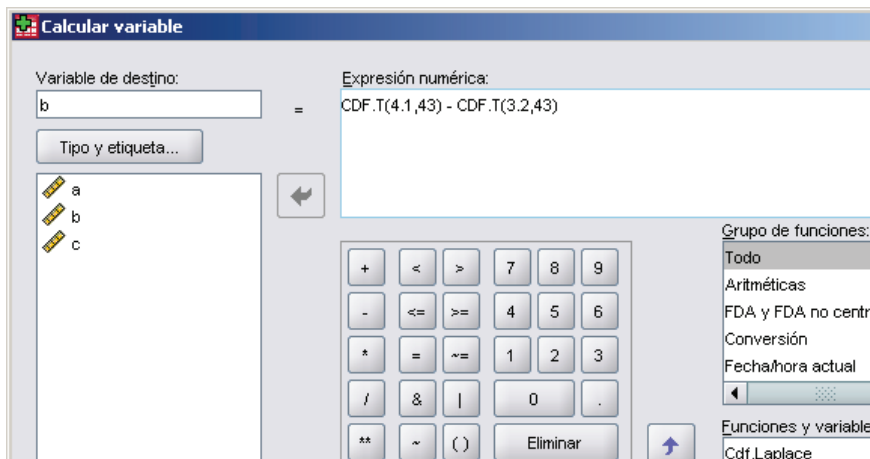 Calcular variable
Variable de destino:
b
=
Expresión numérica:
CDF.T(4.1,43) - CDF.T(3.2,43)
Tipo y etiqueta...
a
b
c
+ < > 7 8 9
- <= >= 4 5 6
* = ~= 1 2 3
/ & | 0 .
** ~ ( ) Eliminar
Grupo de funciones:
Todo
Aritméticas
FDA y FDA no centr
Conversión
Fecha/hora actual
Funciones y variable
Cdf.Laplace